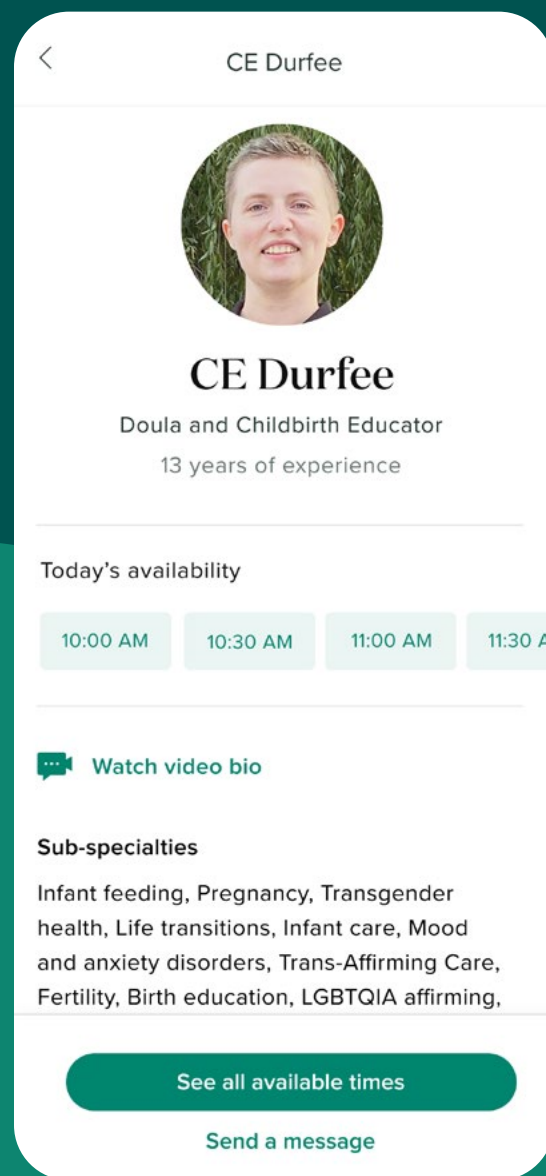 CE Durfee
CE Durfee
Doula and Childbirth Educator
13 years of experience
Today's availability
10:00 AM 10:30 AM 11:00 AM 11:30 A
Watch video bio
Sub-specialties
Infant feeding, Pregnancy, Transgender
health, Life transitions, Infant care, Mood
and anxiety disorders, Trans-Affirming Care,
Fertility, Birth education, LGBTQIA affirming,
See all available times
Send a message